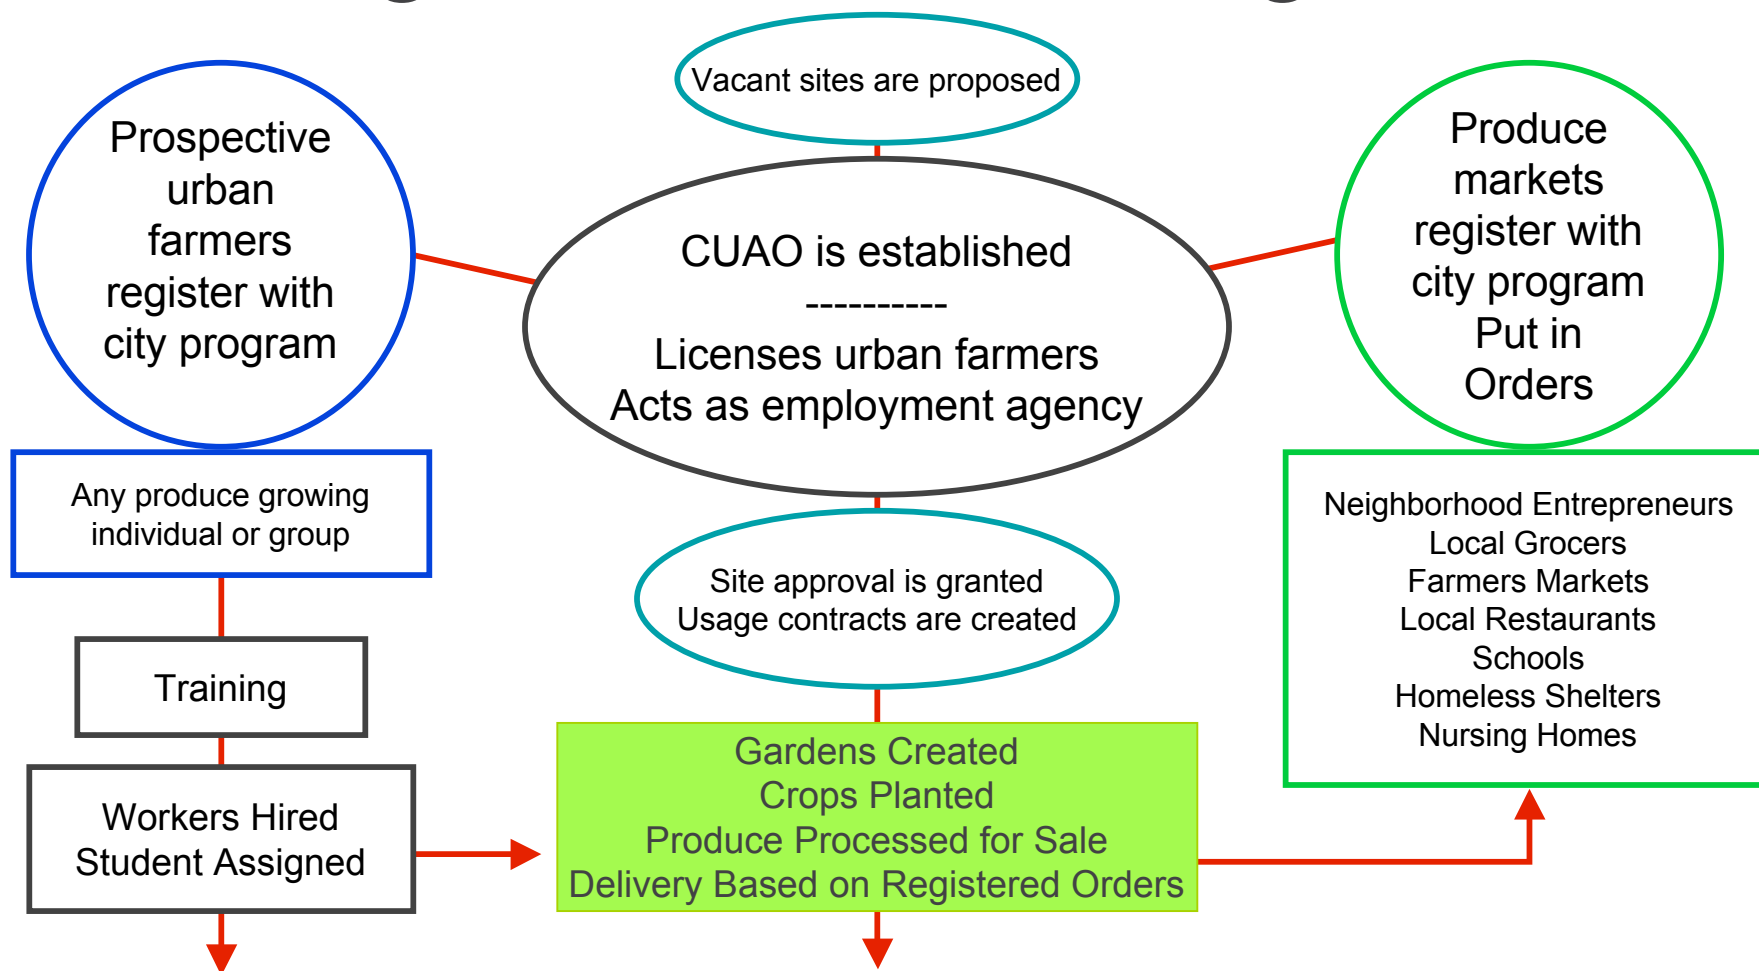 Vacant sites are proposed
Prospective
urban
farmers
register with
city program
CUAO is established
----------
Licenses urban farmers
Acts as employment agency
Produce
markets
register with
city program
Put in
Orders
Any produce growing
individual or group
Site approval is granted
Usage contracts are created
Neighborhood Entrepreneurs
Local Grocers
Farmers Markets
Local Restaurants
Schools
Homeless Shelters
Nursing Homes
Training
Workers Hired
Student Assigned
Gardens Created
Crops Planted
Produce Processed for Sale
Delivery Based on Registered Orders